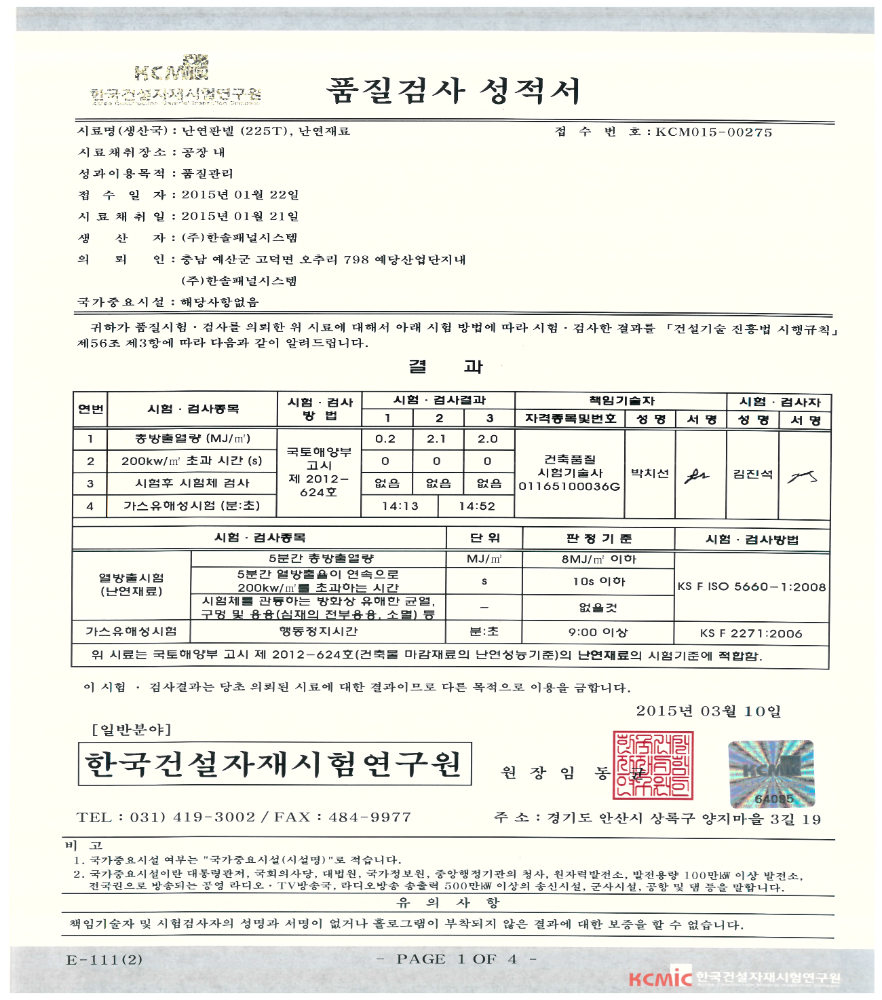 KCMIC
한국건설자재시험연구원
품질검사 성적서
시료명(생산국) : 난연판넬 (225T), 난연재료
접 수 번 호 : KCM015-00275
시료채취장소 : 공장 내
성과이용목적 : 품질관리
접 수 일 자 : 2015년 01월 22일
시 료 채 취 일 : 2015년 01월 21일
생 산 자 : (주)한솔패널시스템
의 뢰 인 : 충남 예산군 고덕면 오추리 798 예당산업단지내
(주)한솔패널시스템
국가중요시설 : 해당사항없음
귀하가 품질시험 · 검사를 의뢰한 위 시료에 대해서 아래 시험 방법에 따라 시험 · 검사한 결과를 「건설기술 진흥법 시행규칙」
제56조 제3항에 따라 다음과 같이 알려드립니다.
결 과
연번 시험 · 검사종목 시험 · 검사 방 법 시험 · 검사결과 책임기술자 시험 · 검사자
1 2 3 자격종목및번호 성 명 서 명 성 명 서 명
1 총방출열량 (MJ/㎡) 0.2 2.1 2.0
2 200kw/㎡ 초과 시간 (s) 0 0 0
3 시험후 시험체 검사 없음 없음 없음
4 가스유해성시험 (분:초) 14:13 14:52
국토해양부
고시
제 2012-
624호
건축품질
시험기술사
01165100036G
박치선
김진석
시험 · 검사종목 단 위 판 정 기 준 시험 · 검사방법
열방출시험
(난연재료)
5분간 총방출열량 MJ/㎡ 8MJ/㎡ 이하
5분간 열방출율이 연속으로
200kw/㎡를 초과하는 시간 s 10s 이하
KS F ISO 5660-1:2008
시험체를 관통하는 방화상 유해한 균열,
구멍 및 용융(심재의 전부용융, 소멸) 등 - 없을것
가스유해성시험 행동정지시간 분:초 9:00 이상 KS F 2271:2006
위 시료는 국토해양부 고시 제 2012-624호(건축물 마감재료의 난연성능기준)의 난연재료의 시험기준에 적합함.
이 시험 · 검사결과는 당초 의뢰된 시료에 대한 결과이므로 다른 목적으로 이용을 금합니다.
2015년 03월 10일
[일반분야]
한국건설자재시험연구원
원 장 임 동 균
KCMIC
64095
TEL : 031) 419-3002 / FAX : 484-9977
주 소 : 경기도 안산시 상록구 양지마을 3길 19
비 고
1. 국가중요시설 여부는 "국가중요시설(시설명)"로 적습니다.
2. 국가중요시설이란 대통령관저, 국회의사당, 대법원, 국가정보원, 중앙행정기관의 청사, 원자력발전소, 발전용량 100만㎾ 이상 발전소,
전국권으로 방송되는 공영 라디오 · TV방송국, 라디오방송 송출력 500만㎾ 이상의 송신시설, 군사시설, 공항 및 댐 등을 말합니다.
유 의 사 항
책임기술자 및 시험검사자의 성명과 서명이 없거나 홀로그램이 부착되지 않은 결과에 대한 보증을 할 수 없습니다.
E-111(2)
- PAGE 1 OF 4 -
KCMIC 한국건설자재시험연구원